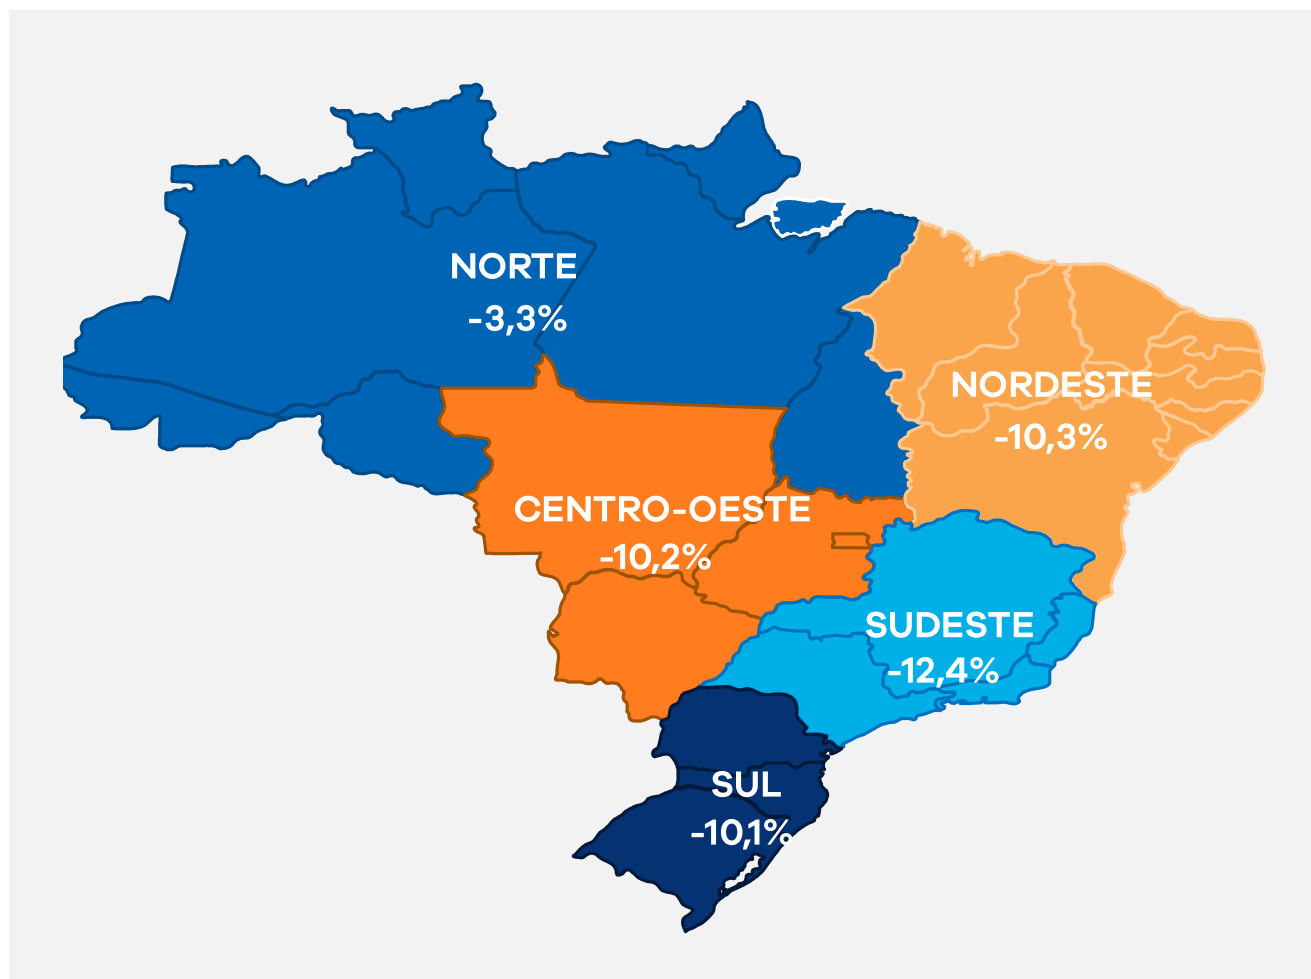 NORTE
-3,3%
NORDESTE
-10,3%
CENTRO-OESTE
-10,2%
SUDESTE
-12,4%
SUL
-10,1%